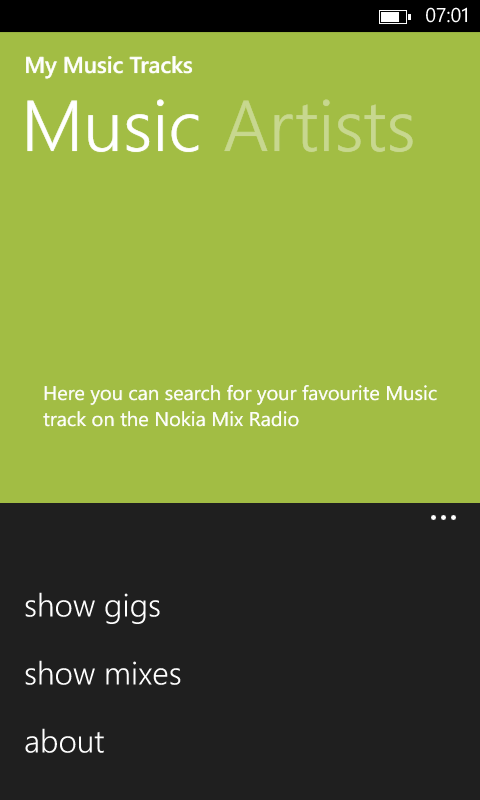 07:01
My Music Tracks
Music Artists
Here you can search for your favourite Music
track on the Nokia Mix Radio
show gigs
show mixes
about